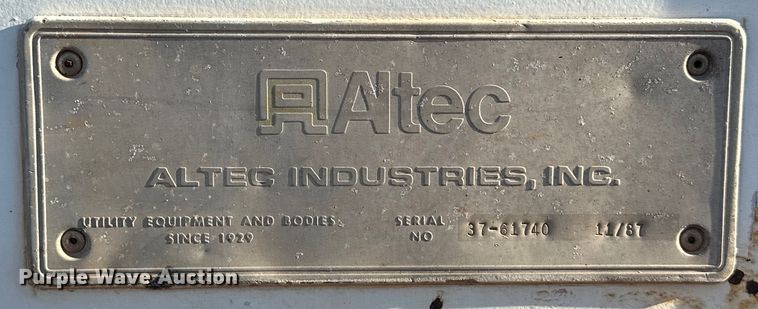 Altec
ALTEC INDUSTRIES, INC.
UTILITY EQUIPMENT AND BODIES
SINCE 1929
SERIAL
NO
37-61740 11/87
Purple Wave Auction